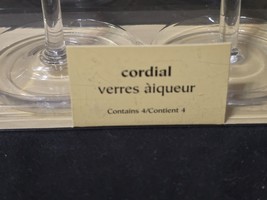 cordial
verres àiqueur
Contains 4/Contient 4